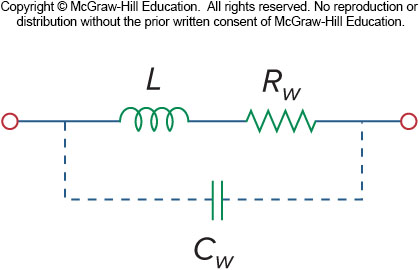 Copyright © McGraw-Hill Education. All rights reserved. No reproduction or
distribution without the prior written consent of McGraw-Hill Education.
L
Rw
Cw